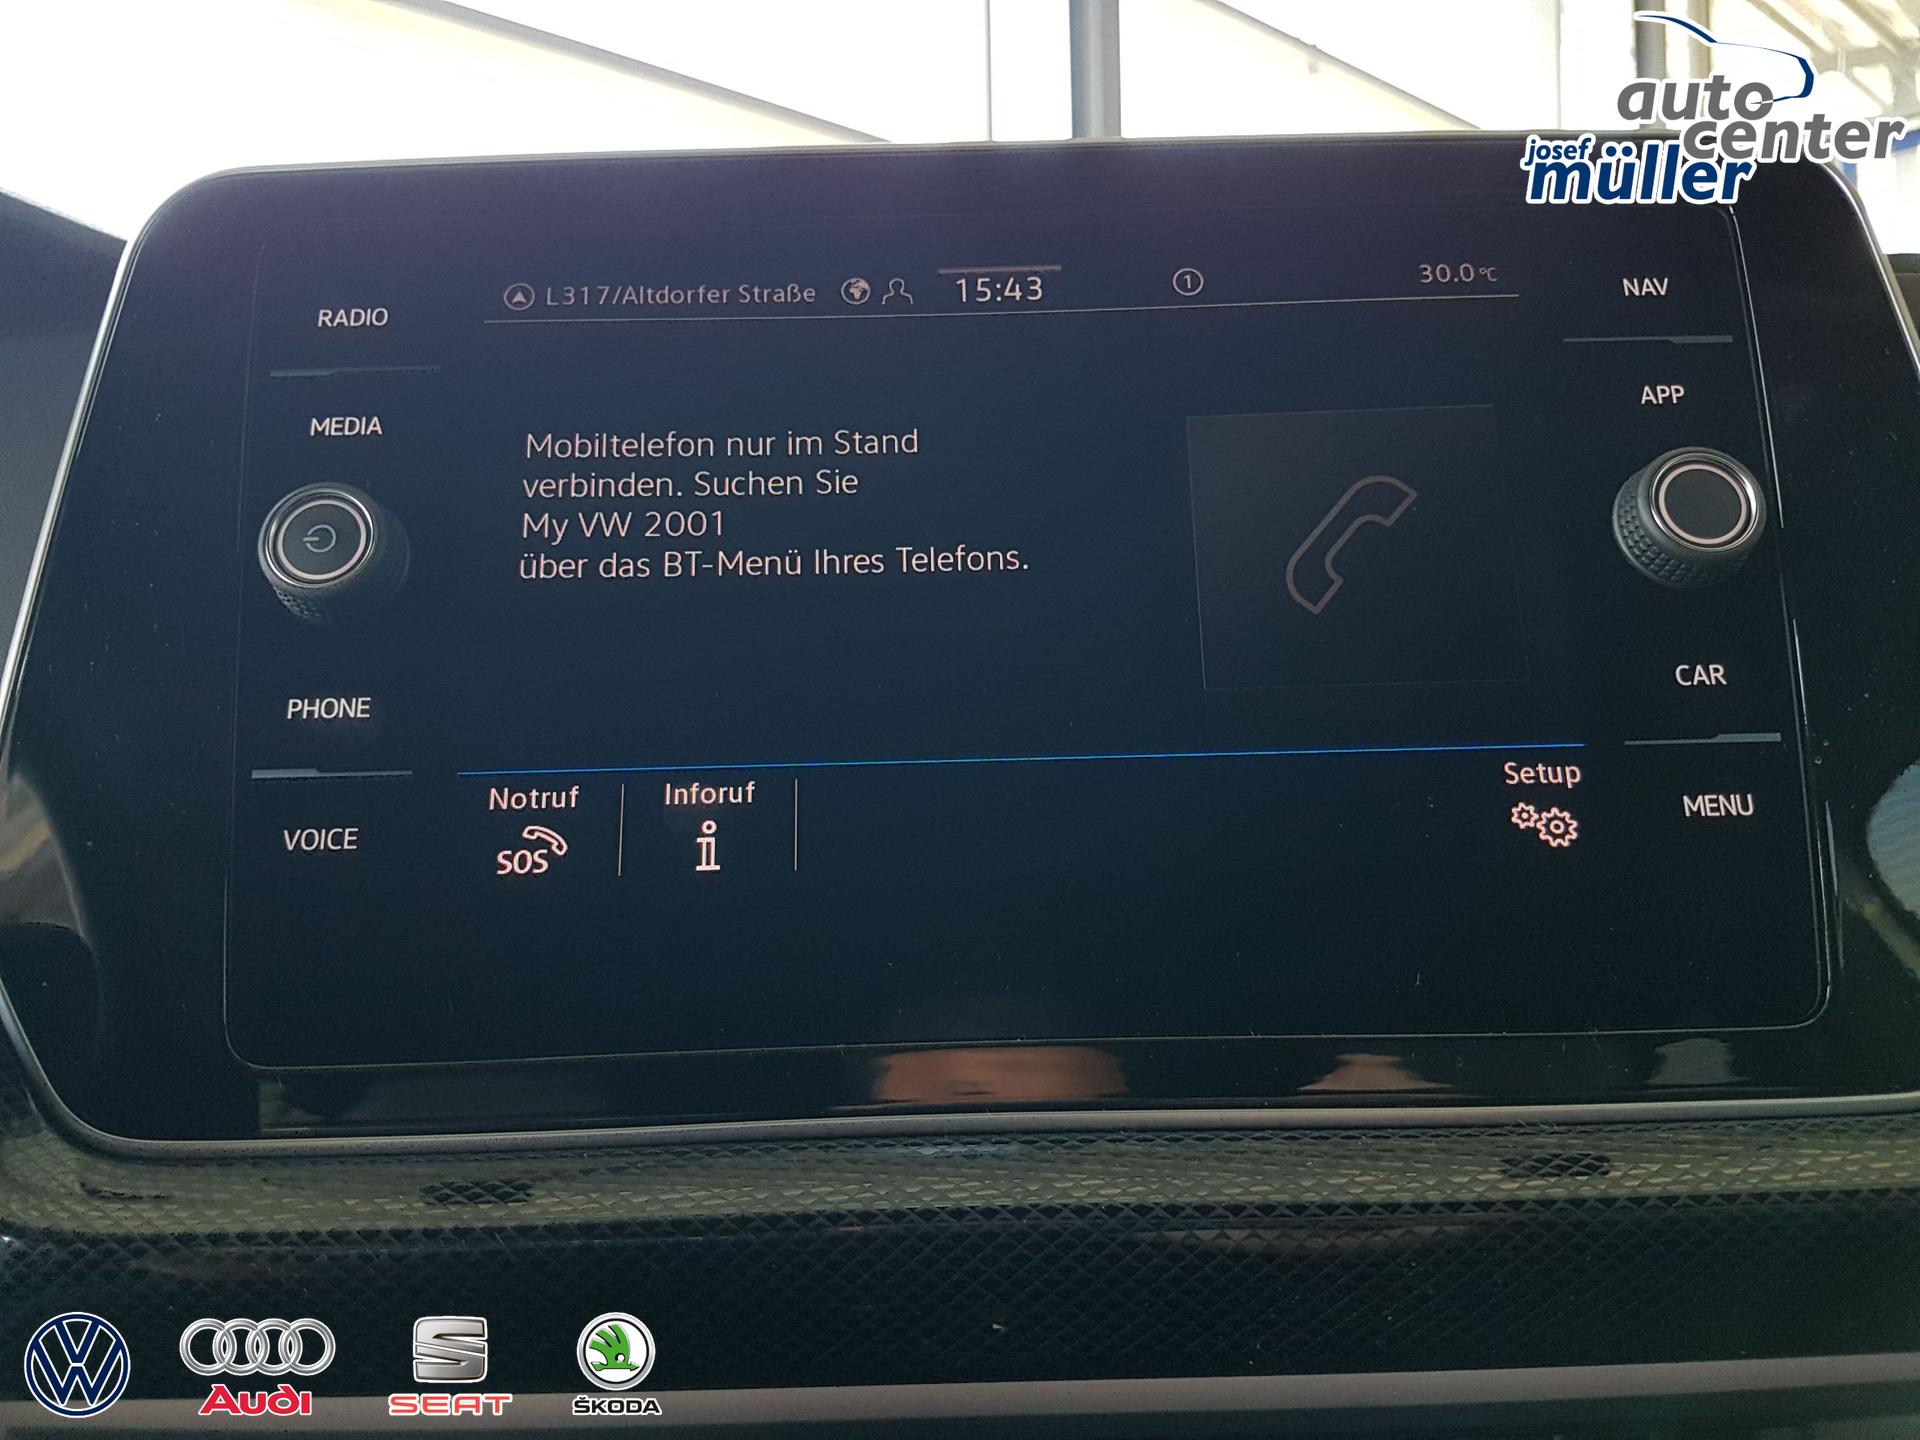 auto
center
josef
müller
L317/Altdorfer Straße 15:43 1 30.0°C
RADIO
MEDIA
PHONE
VOICE
NAV
APP
CAR
MENU
Mobiltelefon nur im Stand
verbinden. Suchen Sie
My VW 2001
über das BT-Menü Ihres Telefons.
Notruf
SOS
Inforuf
i
Setup
Audi
SEAT
ŠKODA